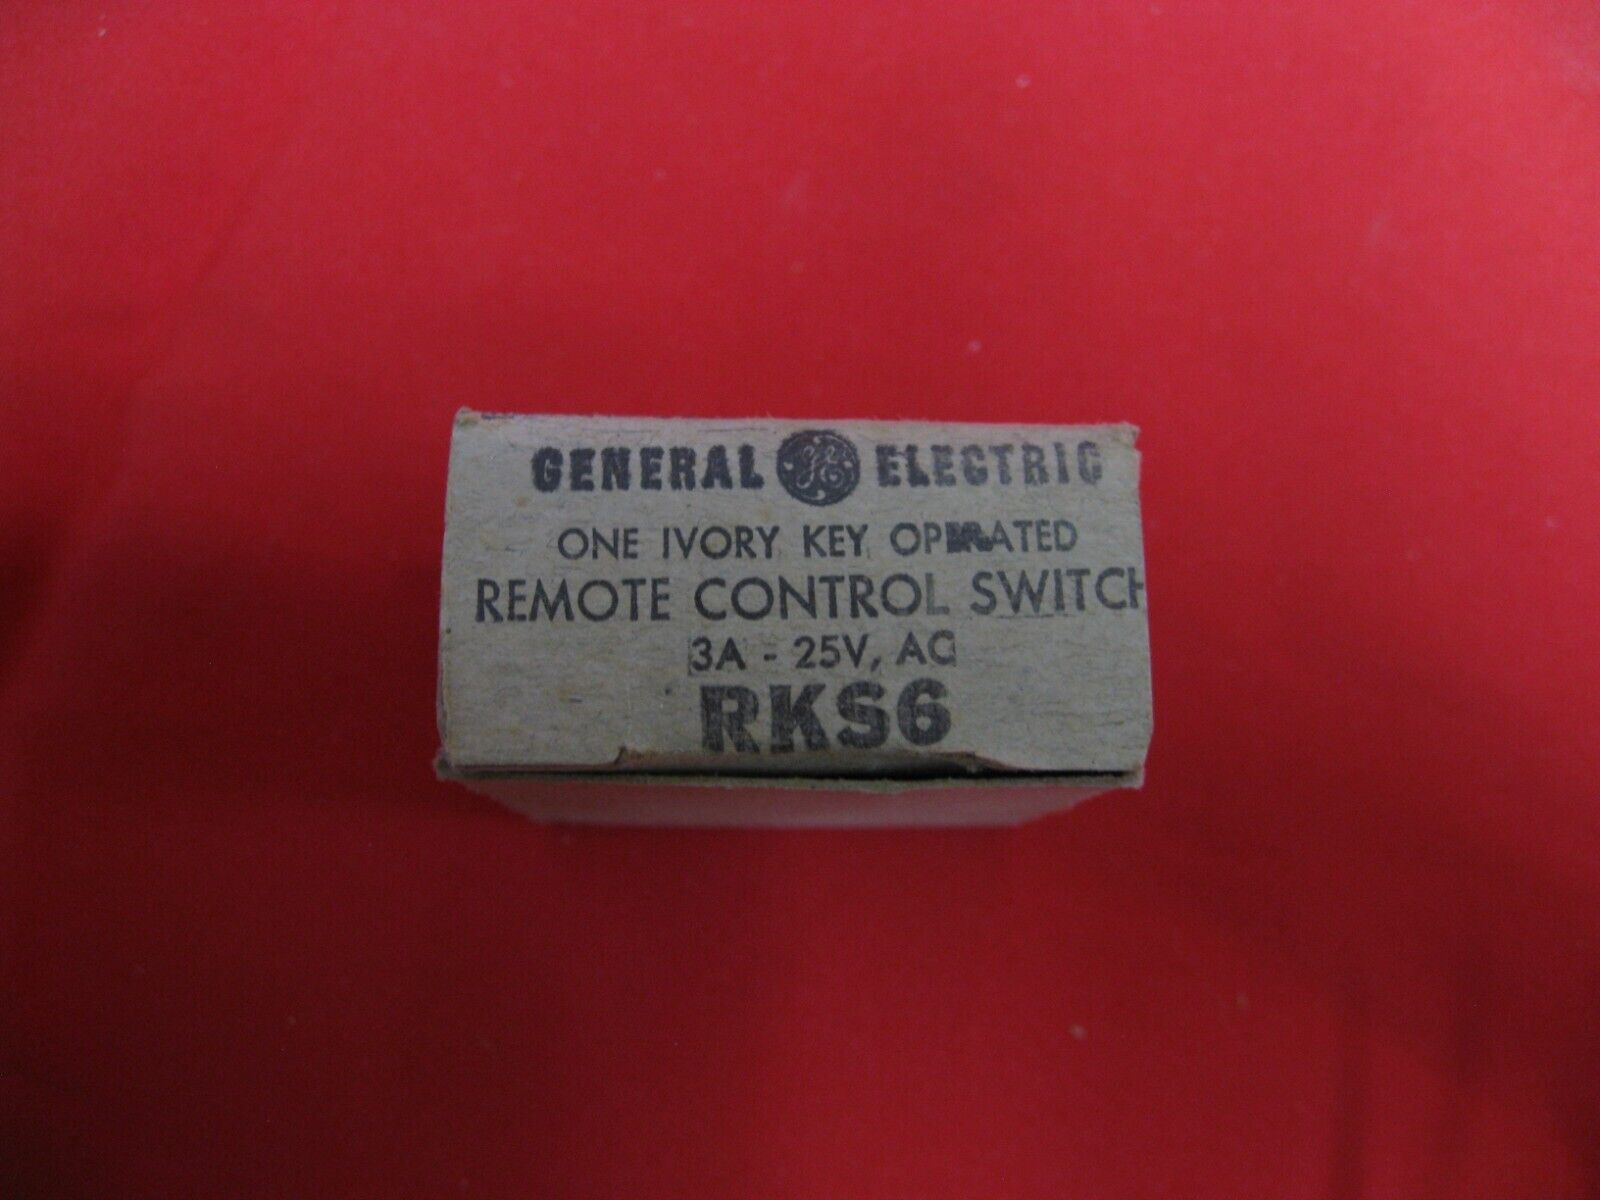 GENERAL GE ELECTRIC
ONE IVORY KEY OPERATED
REMOTE CONTROL SWITCH
3A - 25V, AC
RKS6